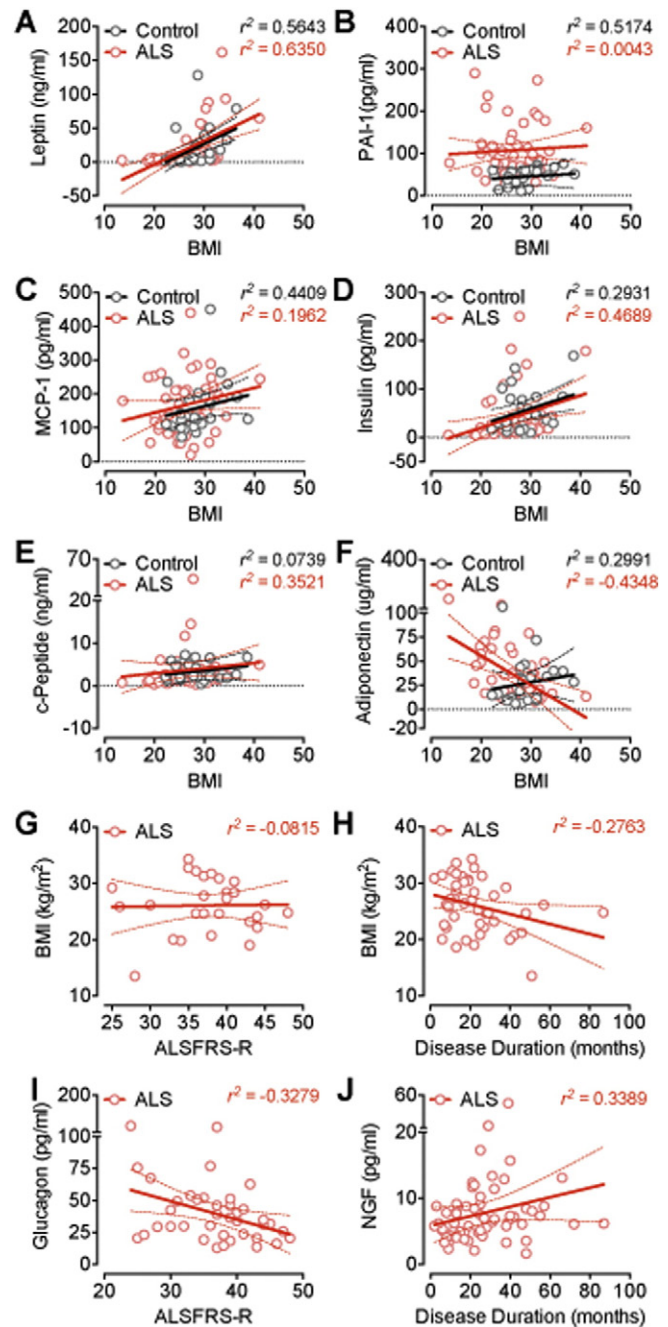 A
Control r² = 0.5643
ALS r² = 0.6350
Leptin (ng/ml)
200
150
100
50
0
-50
10 20 30 40 50
BMI
B
Control r² = 0.5174
ALS r² = 0.0043
PAI-1(pg/ml)
400
300
200
100
0
10 20 30 40 50
BMI
C
Control r² = 0.4409
ALS r² = 0.1962
MCP-1 (pg/ml)
500
400
300
200
100
0
10 20 30 40 50
BMI
D
Control r² = 0.2931
ALS r² = 0.4689
Insulin (pg/ml)
300
200
100
50
0
-50
10 20 30 40 50
BMI
E
Control r² = 0.0739
ALS r² = 0.3521
c-Peptide (ng/ml)
70
20
10
0
-10
10 20 30 40 50
BMI
F
Control r² = 0.2991
ALS r² = -0.4348
Adiponectin (ug/ml)
400
100
75
50
25
0
-20
10 20 30 40 50
BMI
G
ALS r² = -0.0815
BMI (kg/m²)
40
30
20
10
25 30 35 40 45 50
ALSFRS-R
H
ALS r² = -0.2763
BMI (kg/m²)
40
30
20
10
0 20 40 60 80 100
Disease Duration (months)
I
ALS r² = -0.3279
Glucagon (pg/ml)
200
100
75
50
25
0
20 30 40 50
ALSFRS-R
J
ALS r² = 0.3389
NGF (pg/ml)
60
20
10
0
0 20 40 60 80 100
Disease Duration (months)